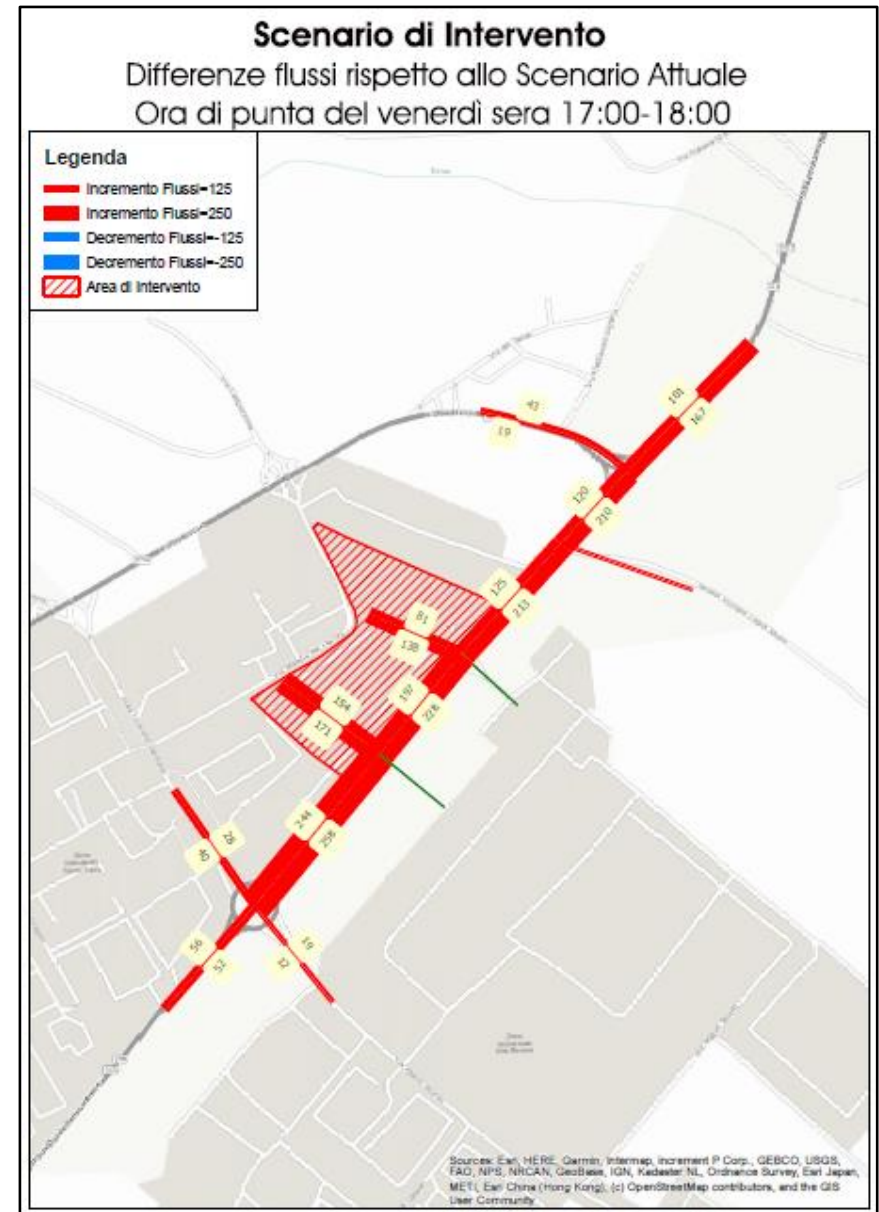 Scenario di Intervento
Differenze flussi rispetto allo Scenario Attuale
Ora di punta del venerdì sera 17:00-18:00
Legenda
Incremento Flussi=125
Incremento Flussi=250
Decremento Flussi=-125
Decremento Flussi=-250
Area di Intervento
101
167
43
19
120
210
125
213
81
138
197
228
154
171
244
258
28
40
56
52
19
12
Sources: Esri, HERE, Garmin, Intermap, increment P Corp., GEBCO, USGS,
FAO, NPS, NRCAN, GeoBase, IGN, Kadaster NL, Ordnance Survey, Esri Japan,
METI, Esri China (Hong Kong), (c) OpenStreetMap contributors, and the GIS
User Community